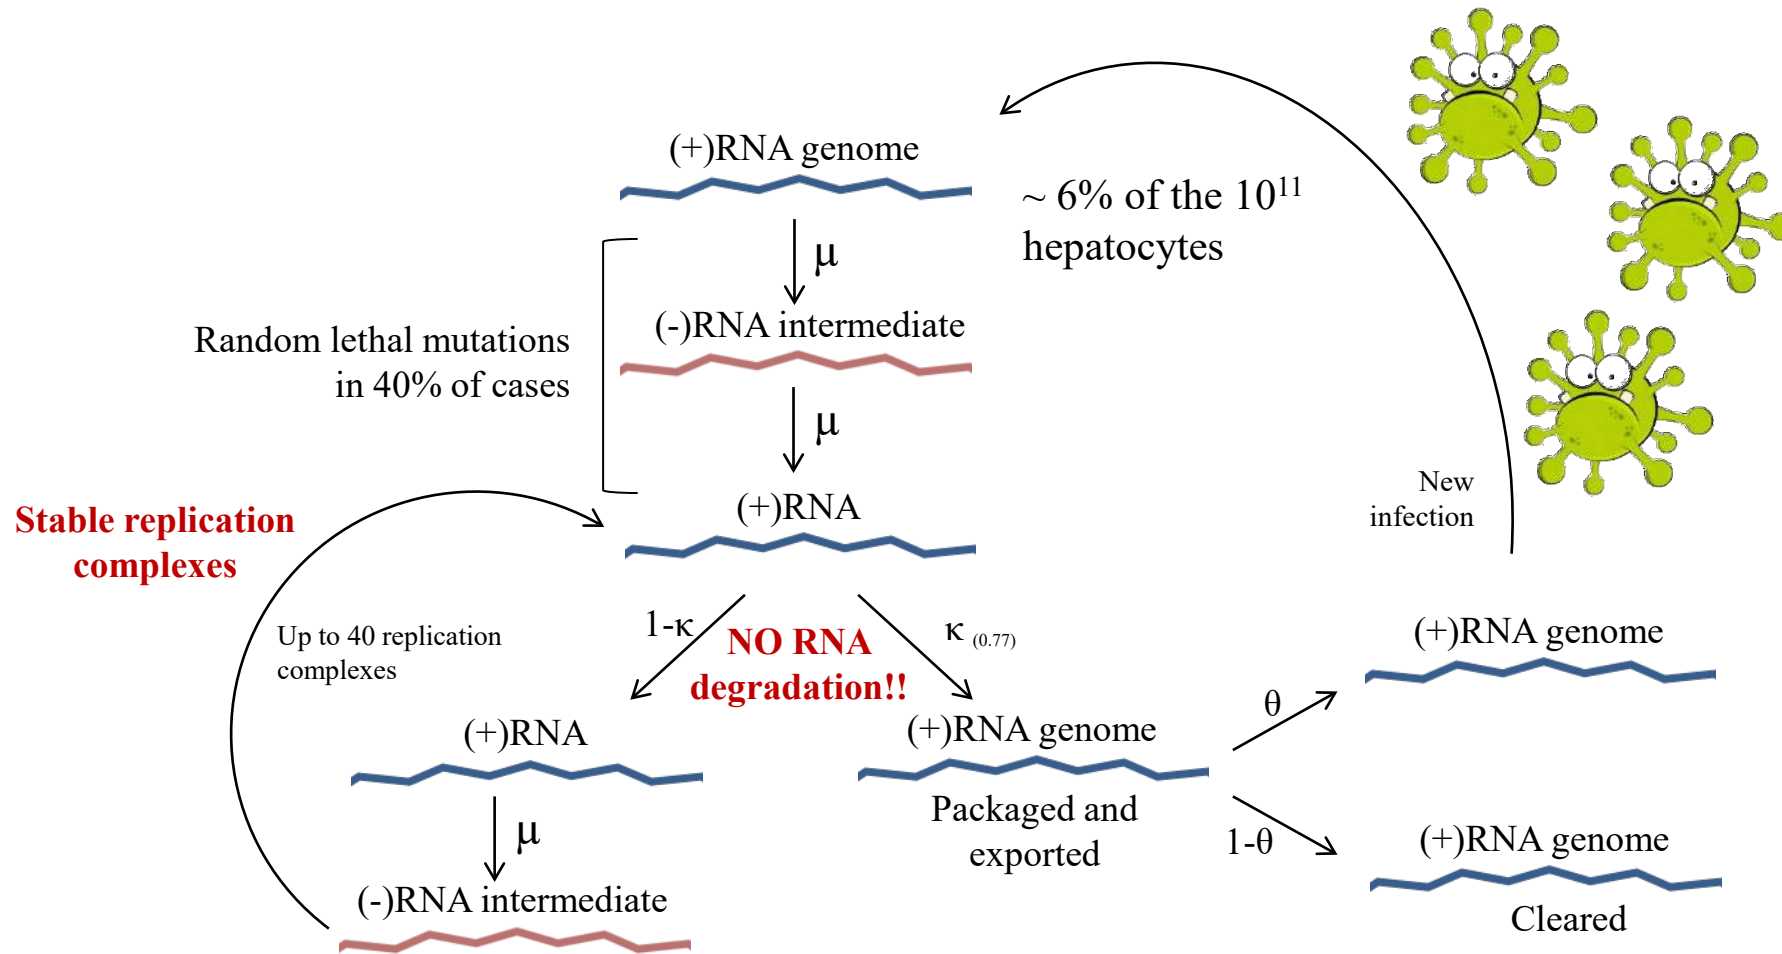 (+)RNA genome
~ 6% of the 10¹¹
hepatocytes
μ
(-)RNA intermediate
Random lethal mutations
in 40% of cases
μ
(+)RNA
New
infection
Stable replication
complexes
Up to 40 replication
complexes
1-κ
NO RNA
degradation!!
κ (0.77)
(+)RNA genome
θ
(+)RNA
(+)RNA genome
Packaged and
exported
μ
1-θ
(+)RNA genome
Cleared
(-)RNA intermediate